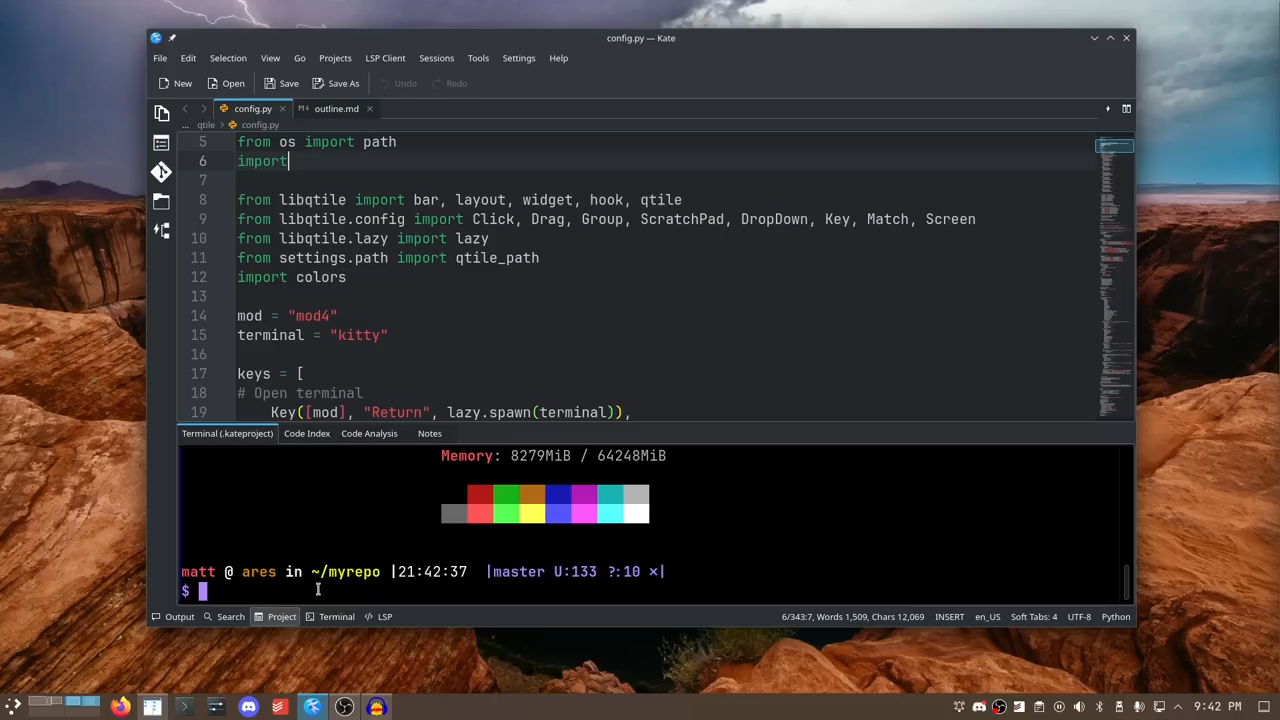 config.py — Kate
File Edit Selection View Go Projects LSP Client Sessions Tools Settings Help
New Open Save Save As Undo Redo
config.py outline.md
... qtile config.py
5 from os import path
6 import
7
8 from libqtile import bar, layout, widget, hook, qtile
9 from libqtile.config import Click, Drag, Group, ScratchPad, DropDown, Key, Match, Screen
10 from libqtile.lazy import lazy
11 from settings.path import qtile_path
12 import colors
13
14 mod = "mod4"
15 terminal = "kitty"
16
17 keys = [
18 # Open terminal
19 Key([mod], "Return", lazy.spawn(terminal)),
Terminal (.kateproject) Code Index Code Analysis Notes
Memory: 8279MiB / 64248MiB
matt @ ares in ~/myrepo |21:42:37 |master U:133 ?:10 ×|
$
Output Search Project Terminal LSP 6/343:7, Words 1,509, Chars 12,069 INSERT en_US Soft Tabs: 4 UTF-8 Python
9:42 PM